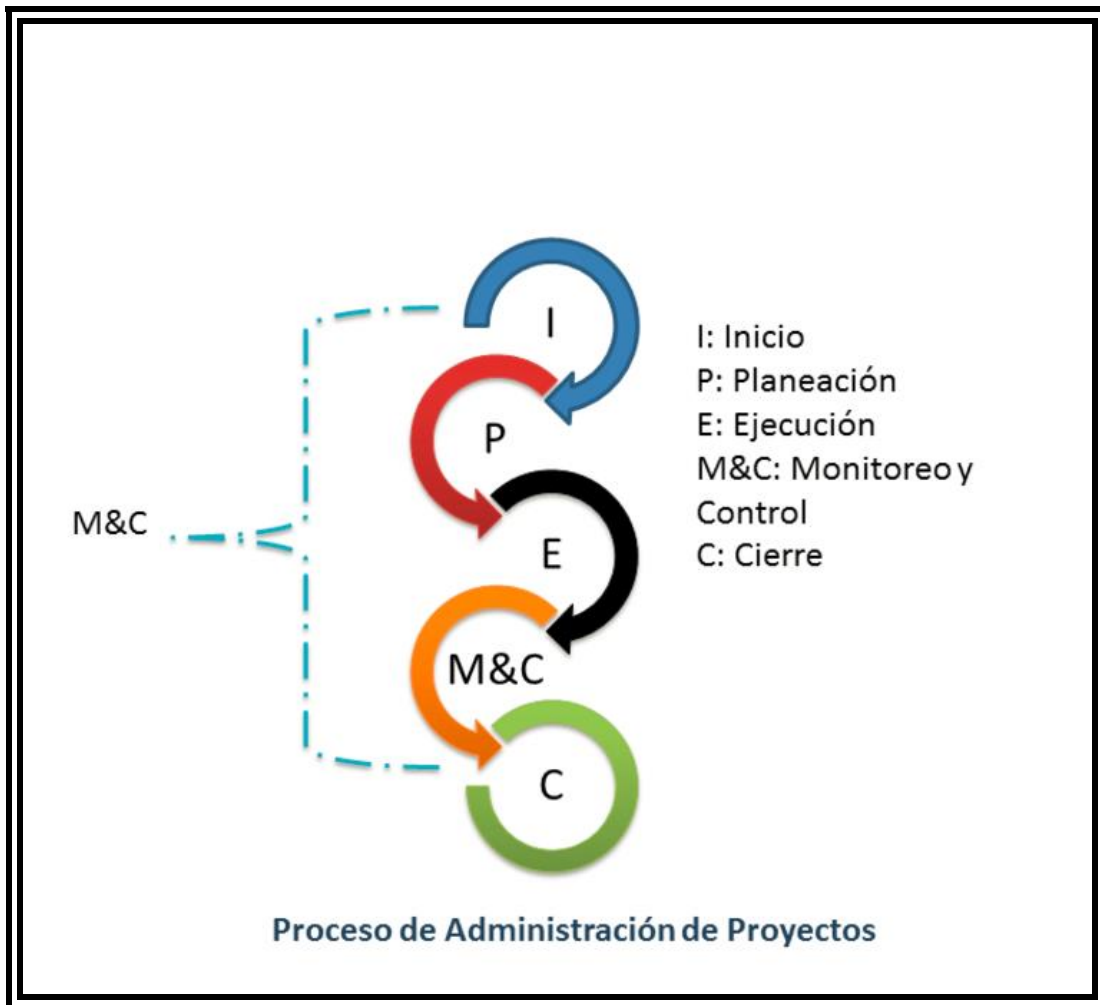 I
P
E
M&C
C
M&C
I: Inicio
P: Planeación
E: Ejecución
M&C: Monitoreo y
Control
C: Cierre
Proceso de Administración de Proyectos